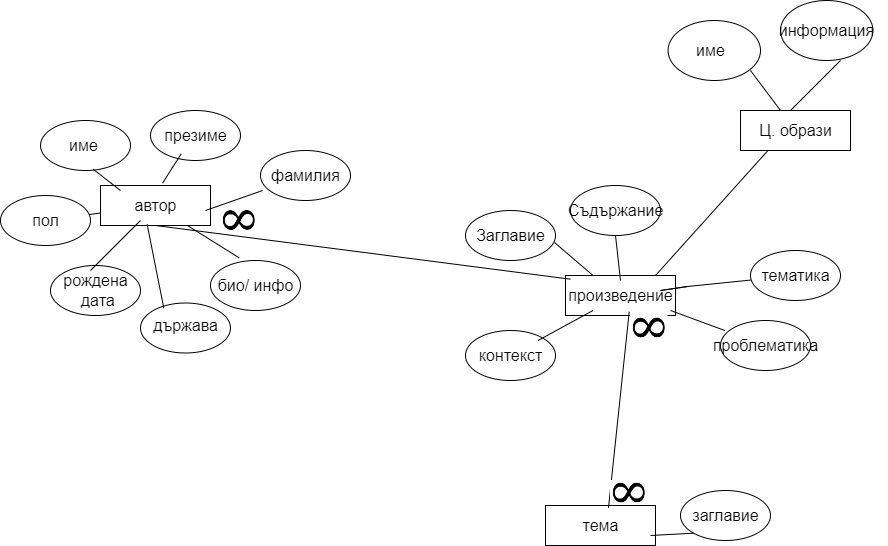 информация
име
Ц. образи
презиме
име
фамилия
автор
пол
∞
Съдържание
Заглавие
рождена
дата
био/ инфо
тематика
произведение
държава
∞
проблематика
контекст
∞
тема
заглавие